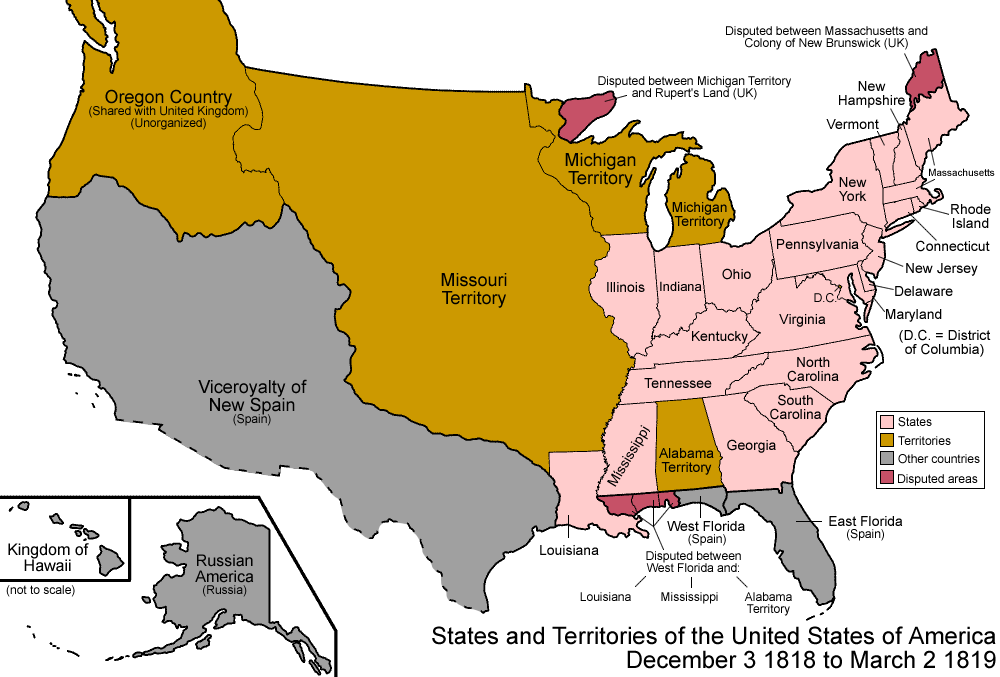 Disputed between Massachusetts and
Colony of New Brunswick (UK)
Disputed between Michigan Territory
and Rupert's Land (UK)
Oregon Country
(Shared with United Kingdom)
(Unorganized)
New
Hampshire
Vermont
Michigan
Territory
Massachusetts
New
York
Michigan
Territory
Rhode
Island
Connecticut
Pennsylvania
New Jersey
Ohio
Illinois
Indiana
Missouri
Territory
Delaware
D.C.
Maryland
Virginia
(D.C. = District
of Columbia)
Kentucky
North
Carolina
Tennessee
Viceroyalty of
New Spain
(Spain)
South
Carolina
States
Territories
Other countries
Disputed areas
Mississippi
Alabama
Territory
Georgia
West Florida
(Spain)
East Florida
(Spain)
Louisiana
Kingdom of
Hawaii
(not to scale)
Russian
America
(Russia)
Disputed between
West Florida and:
Louisiana
Mississippi
Alabama
Territory
States and Territories of the United States of America
December 3 1818 to March 2 1819